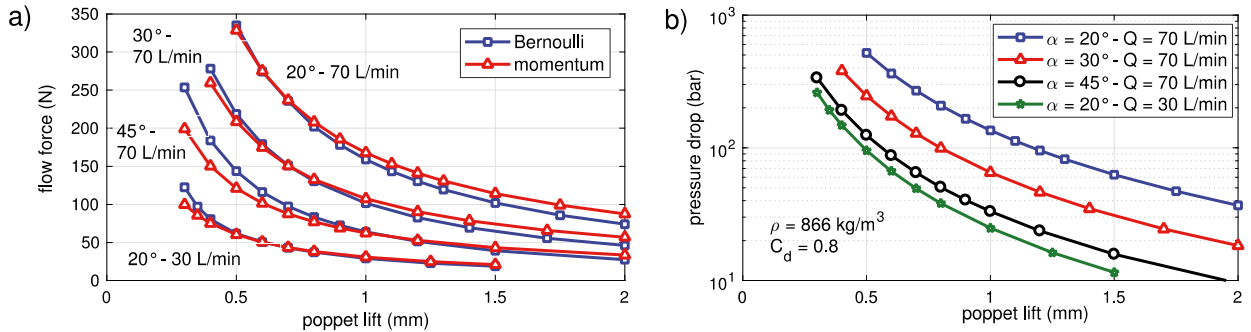 a)
350
300
250
200
150
100
50
0
flow force (N)
0
0.5
1
1.5
2
poppet lift (mm)
30° -
70 L/min
20° - 70 L/min
45° -
70 L/min
20° - 30 L/min
Bernoulli
momentum
b)
10³
10²
10¹
pressure drop (bar)
0
0.5
1
1.5
2
poppet lift (mm)
α = 20° - Q = 70 L/min
α = 30° - Q = 70 L/min
α = 45° - Q = 70 L/min
α = 20° - Q = 30 L/min
ρ = 866 kg/m³
C_d = 0.8